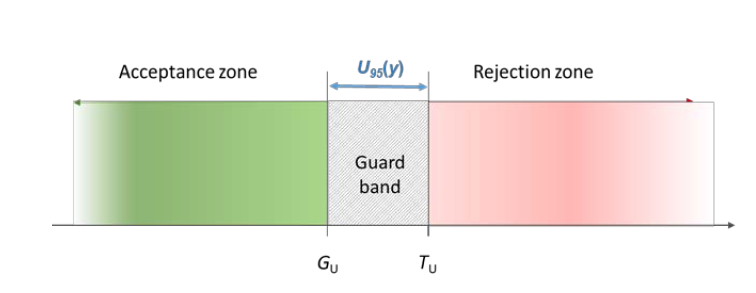 Acceptance zone
U95(y)
Rejection zone
Guard
band
GU
TU